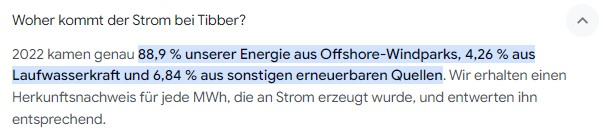 Woher kommt der Strom bei Tibber?
2022 kamen genau 88,9 % unserer Energie aus Offshore-Windparks, 4,26 % aus
Laufwasserkraft und 6,84 % aus sonstigen erneuerbaren Quellen. Wir erhalten einen
Herkunftsnachweis für jede MWh, die an Strom erzeugt wurde, und entwerten ihn
entsprechend.